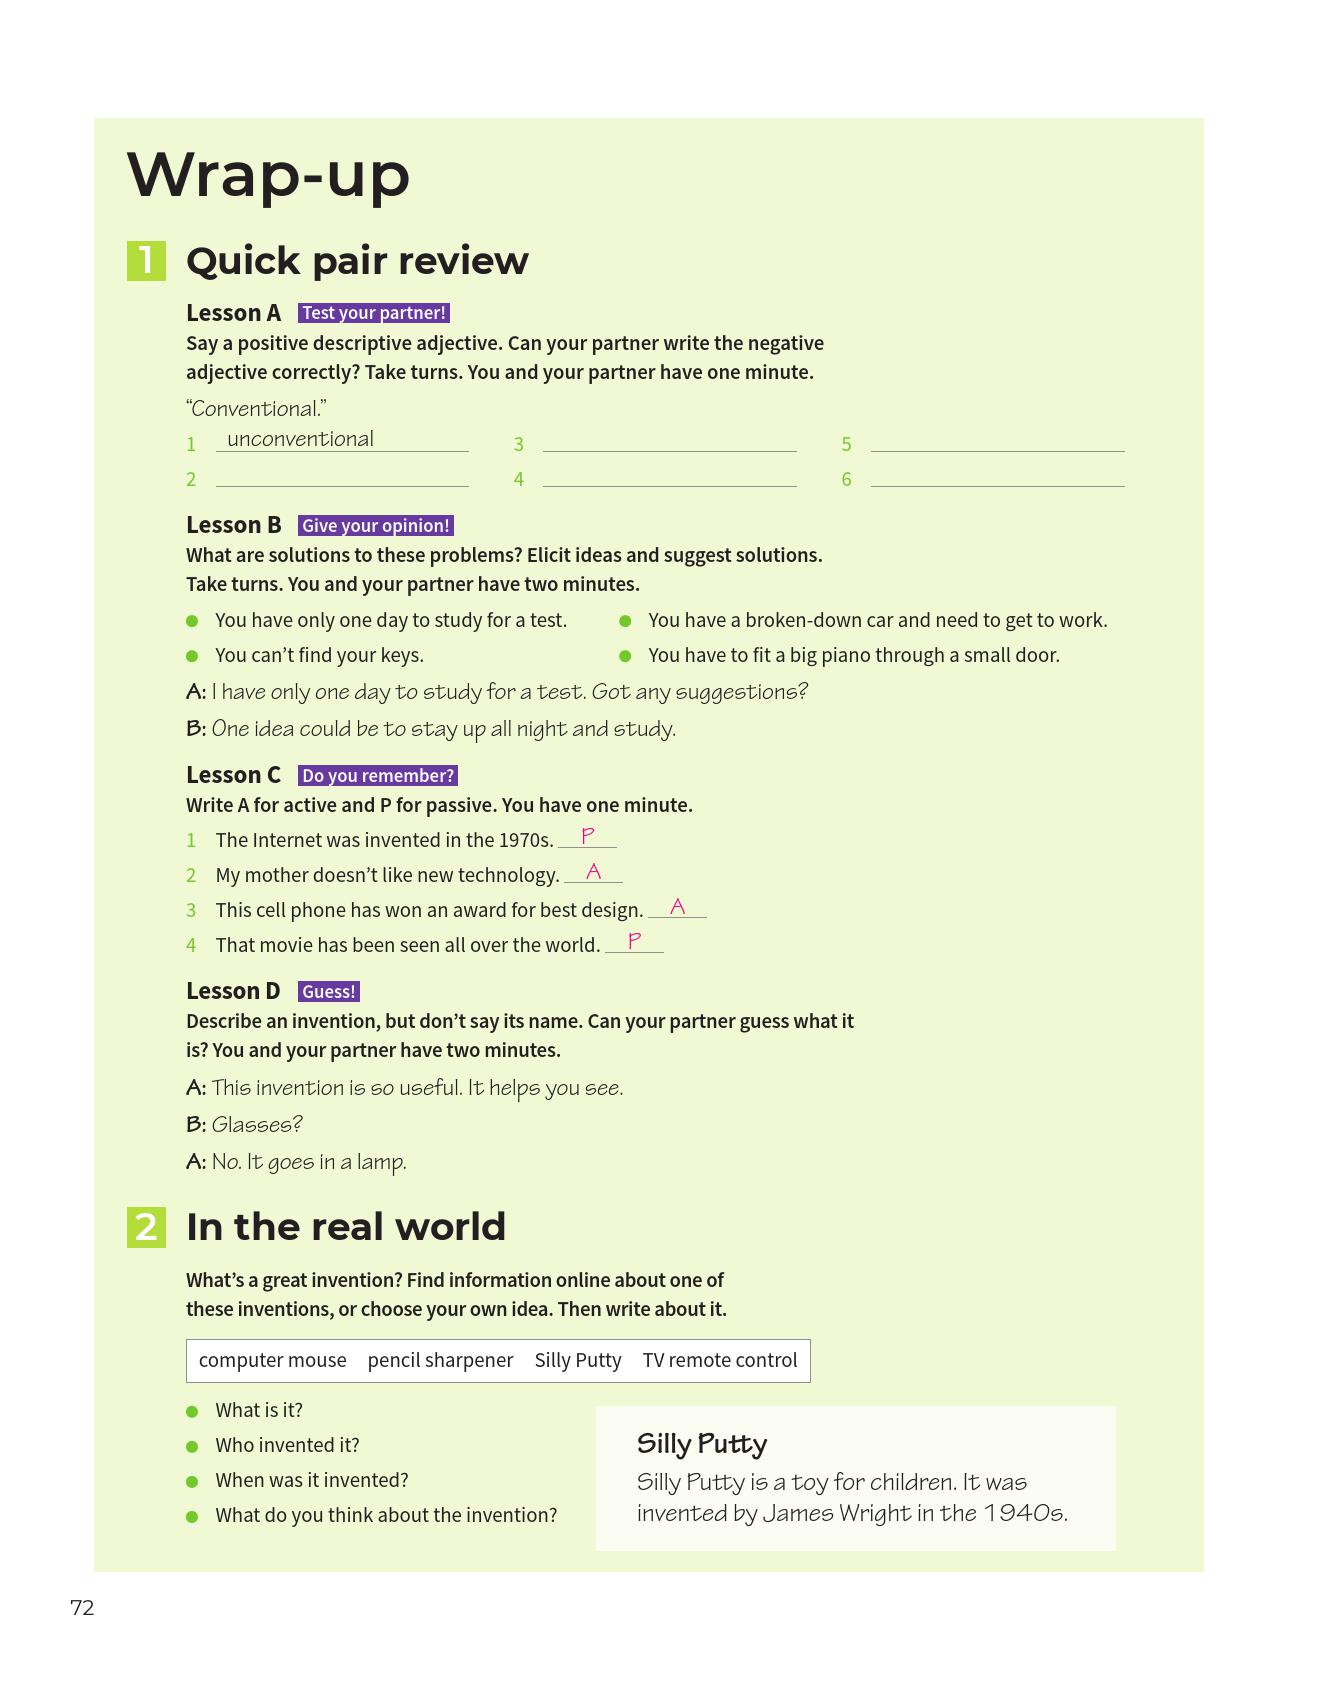 Wrap-up
1 Quick pair review
Lesson A Test your partner!
Say a positive descriptive adjective. Can your partner write the negative
adjective correctly? Take turns. You and your partner have one minute.
“Conventional.”
1 unconventional 3 5
2 4 6
Lesson B Give your opinion!
What are solutions to these problems? Elicit ideas and suggest solutions.
Take turns. You and your partner have two minutes.
You have only one day to study for a test. You have a broken-down car and need to get to work.
You can’t find your keys. You have to fit a big piano through a small door.
A: I have only one day to study for a test. Got any suggestions?
B: One idea could be to stay up all night and study.
Lesson C Do you remember?
Write A for active and P for passive. You have one minute.
1 The Internet was invented in the 1970s. P
2 My mother doesn’t like new technology. A
3 This cell phone has won an award for best design. A
4 That movie has been seen all over the world. P
Lesson D Guess!
Describe an invention, but don’t say its name. Can your partner guess what it
is? You and your partner have two minutes.
A: This invention is so useful. It helps you see.
B: Glasses?
A: No. It goes in a lamp.
2 In the real world
What’s a great invention? Find information online about one of
these inventions, or choose your own idea. Then write about it.
computer mouse pencil sharpener Silly Putty TV remote control
What is it?
Who invented it?
When was it invented?
What do you think about the invention?
Silly Putty
Silly Putty is a toy for children. It was
invented by James Wright in the 1940s.
72